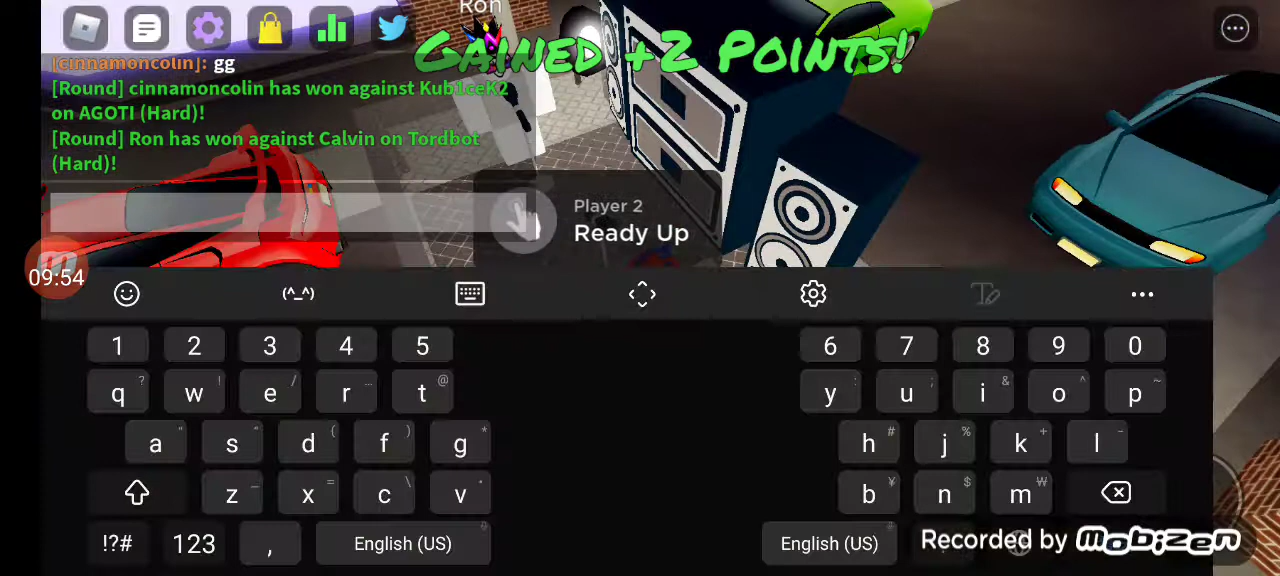 Ron
Gained +2 Points!
[cinnamoncolin]: gg
[Round] cinnamoncolin has won against Kub1ceK2
on AGOTI (Hard)!
[Round] Ron has won against Calvin on Tordbot
(Hard)!
Player 2
Ready Up
09:54
(^_^)
1 2 3 4 5 6 7 8 9 0
q ? w ! e / r ... t @ y : u ; i & o ^ p ~
a " s " d ( f ) g * h # j % k + l -
z _ x = c \ v b ¥ n $ m ₩
!?# 123 , English (US) English (US)
Recorded by mobizen